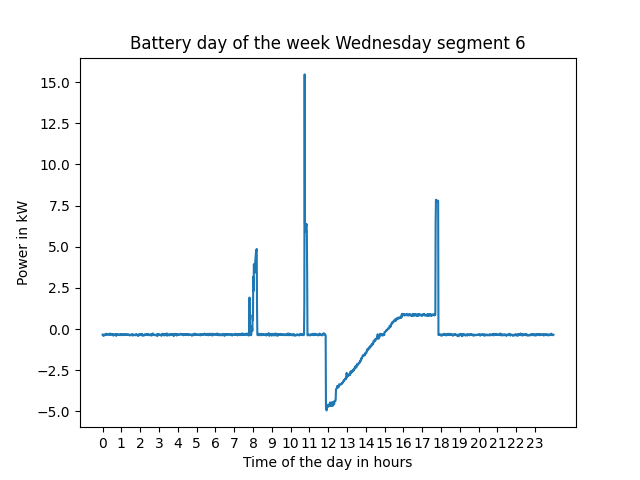 Battery day of the week Wednesday segment 6
Power in kW
15.0
12.5
10.0
7.5
5.0
2.5
0.0
−2.5
−5.0
0 1 2 3 4 5 6 7 8 9 10 11 12 13 14 15 16 17 18 19 20 21 22 23
Time of the day in hours